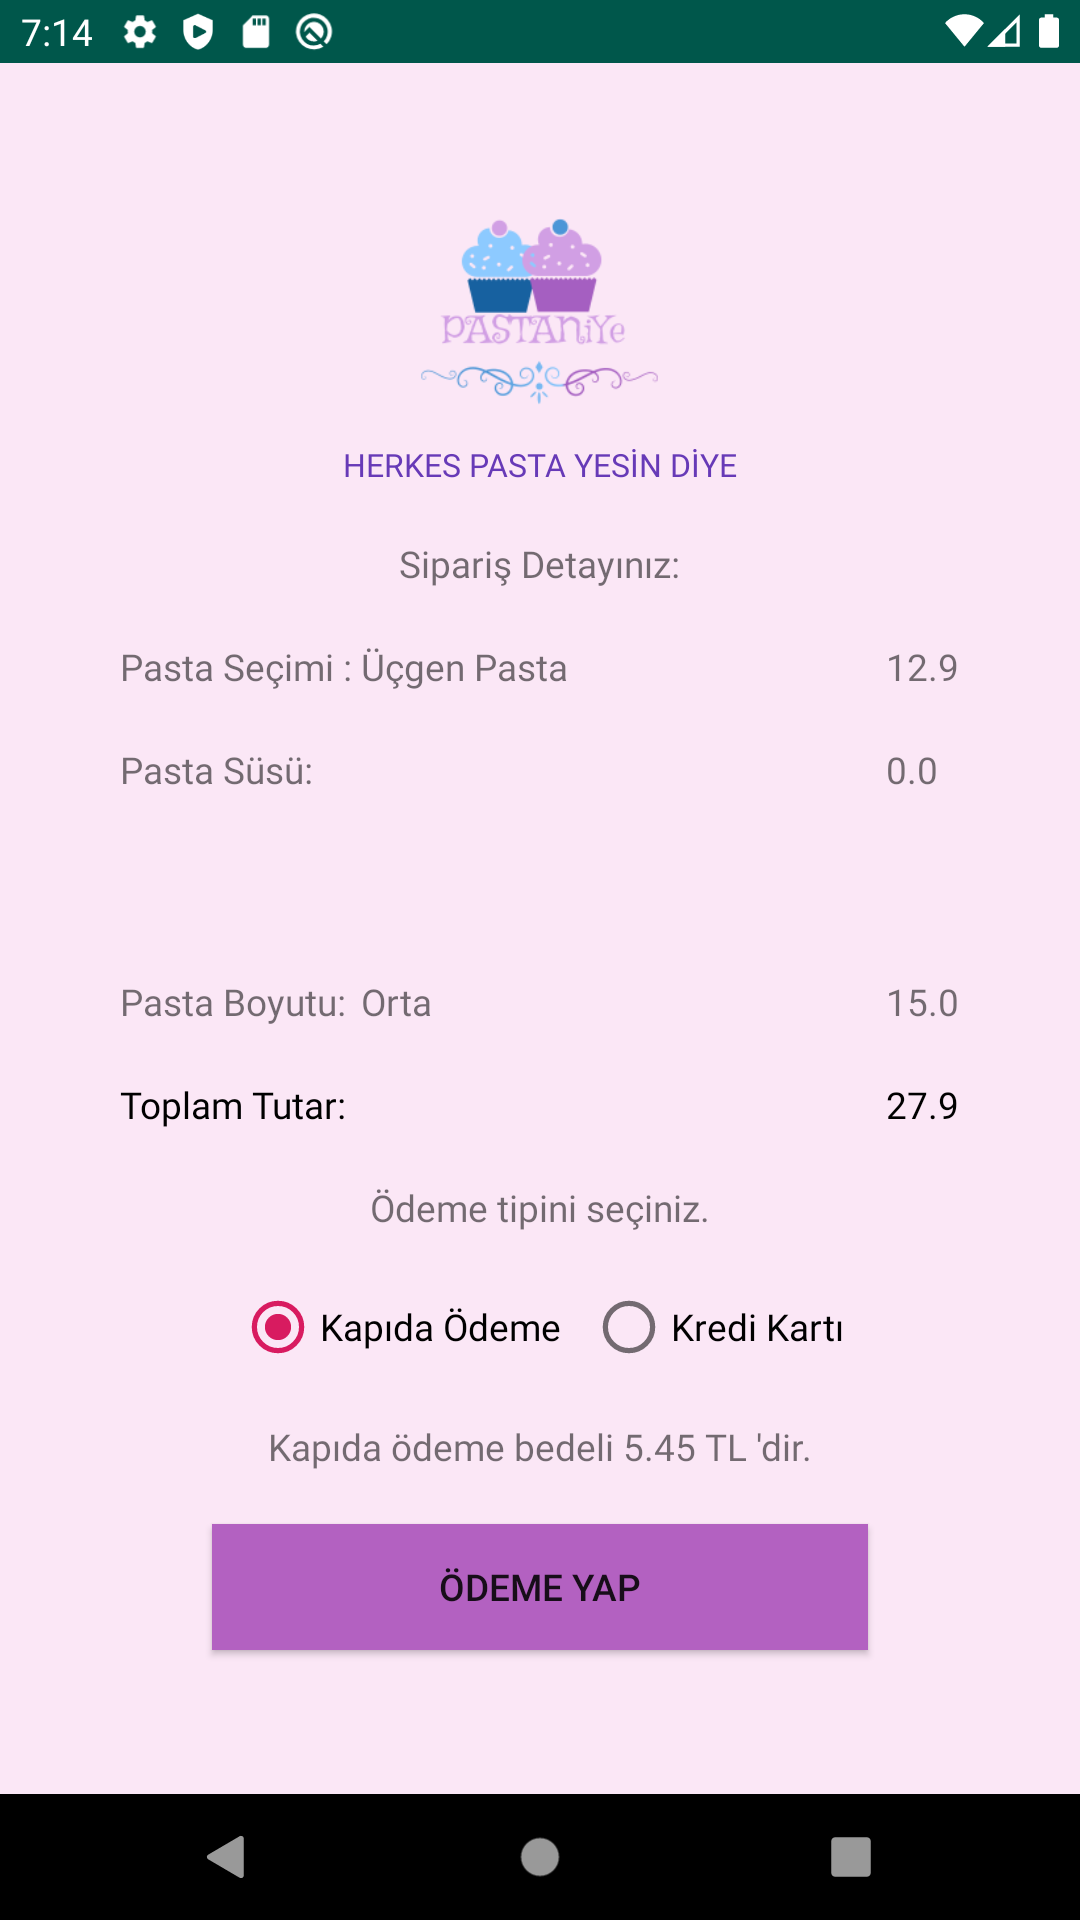 7:14
PASTANiYe
HERKES PASTA YESİN DİYE
Sipariş Detayınız:
Pasta Seçimi : Üçgen Pasta 12.9
Pasta Süsü: 0.0
Pasta Boyutu: Orta 15.0
Toplam Tutar: 27.9
Ödeme tipini seçiniz.
Kapıda Ödeme Kredi Kartı
Kapıda ödeme bedeli 5.45 TL 'dir.
ÖDEME YAP